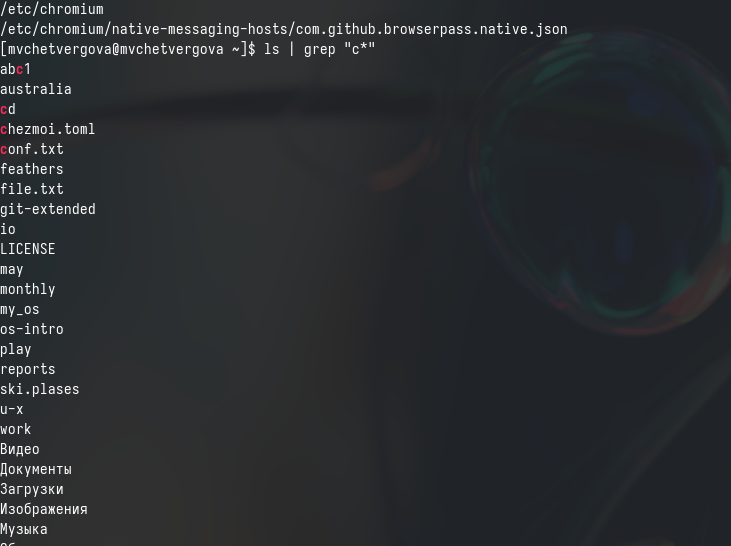 /etc/chromium
/etc/chromium/native-messaging-hosts/com.github.browserpass.native.json
[mvchetvergova@mvchetvergova ~]$ ls | grep "c*"
abc1
australia
cd
chezmoi.toml
conf.txt
feathers
file.txt
git-extended
io
LICENSE
may
monthly
my_os
os-intro
play
reports
ski.plases
u-x
work
Видео
Документы
Загрузки
Изображения
Музыка